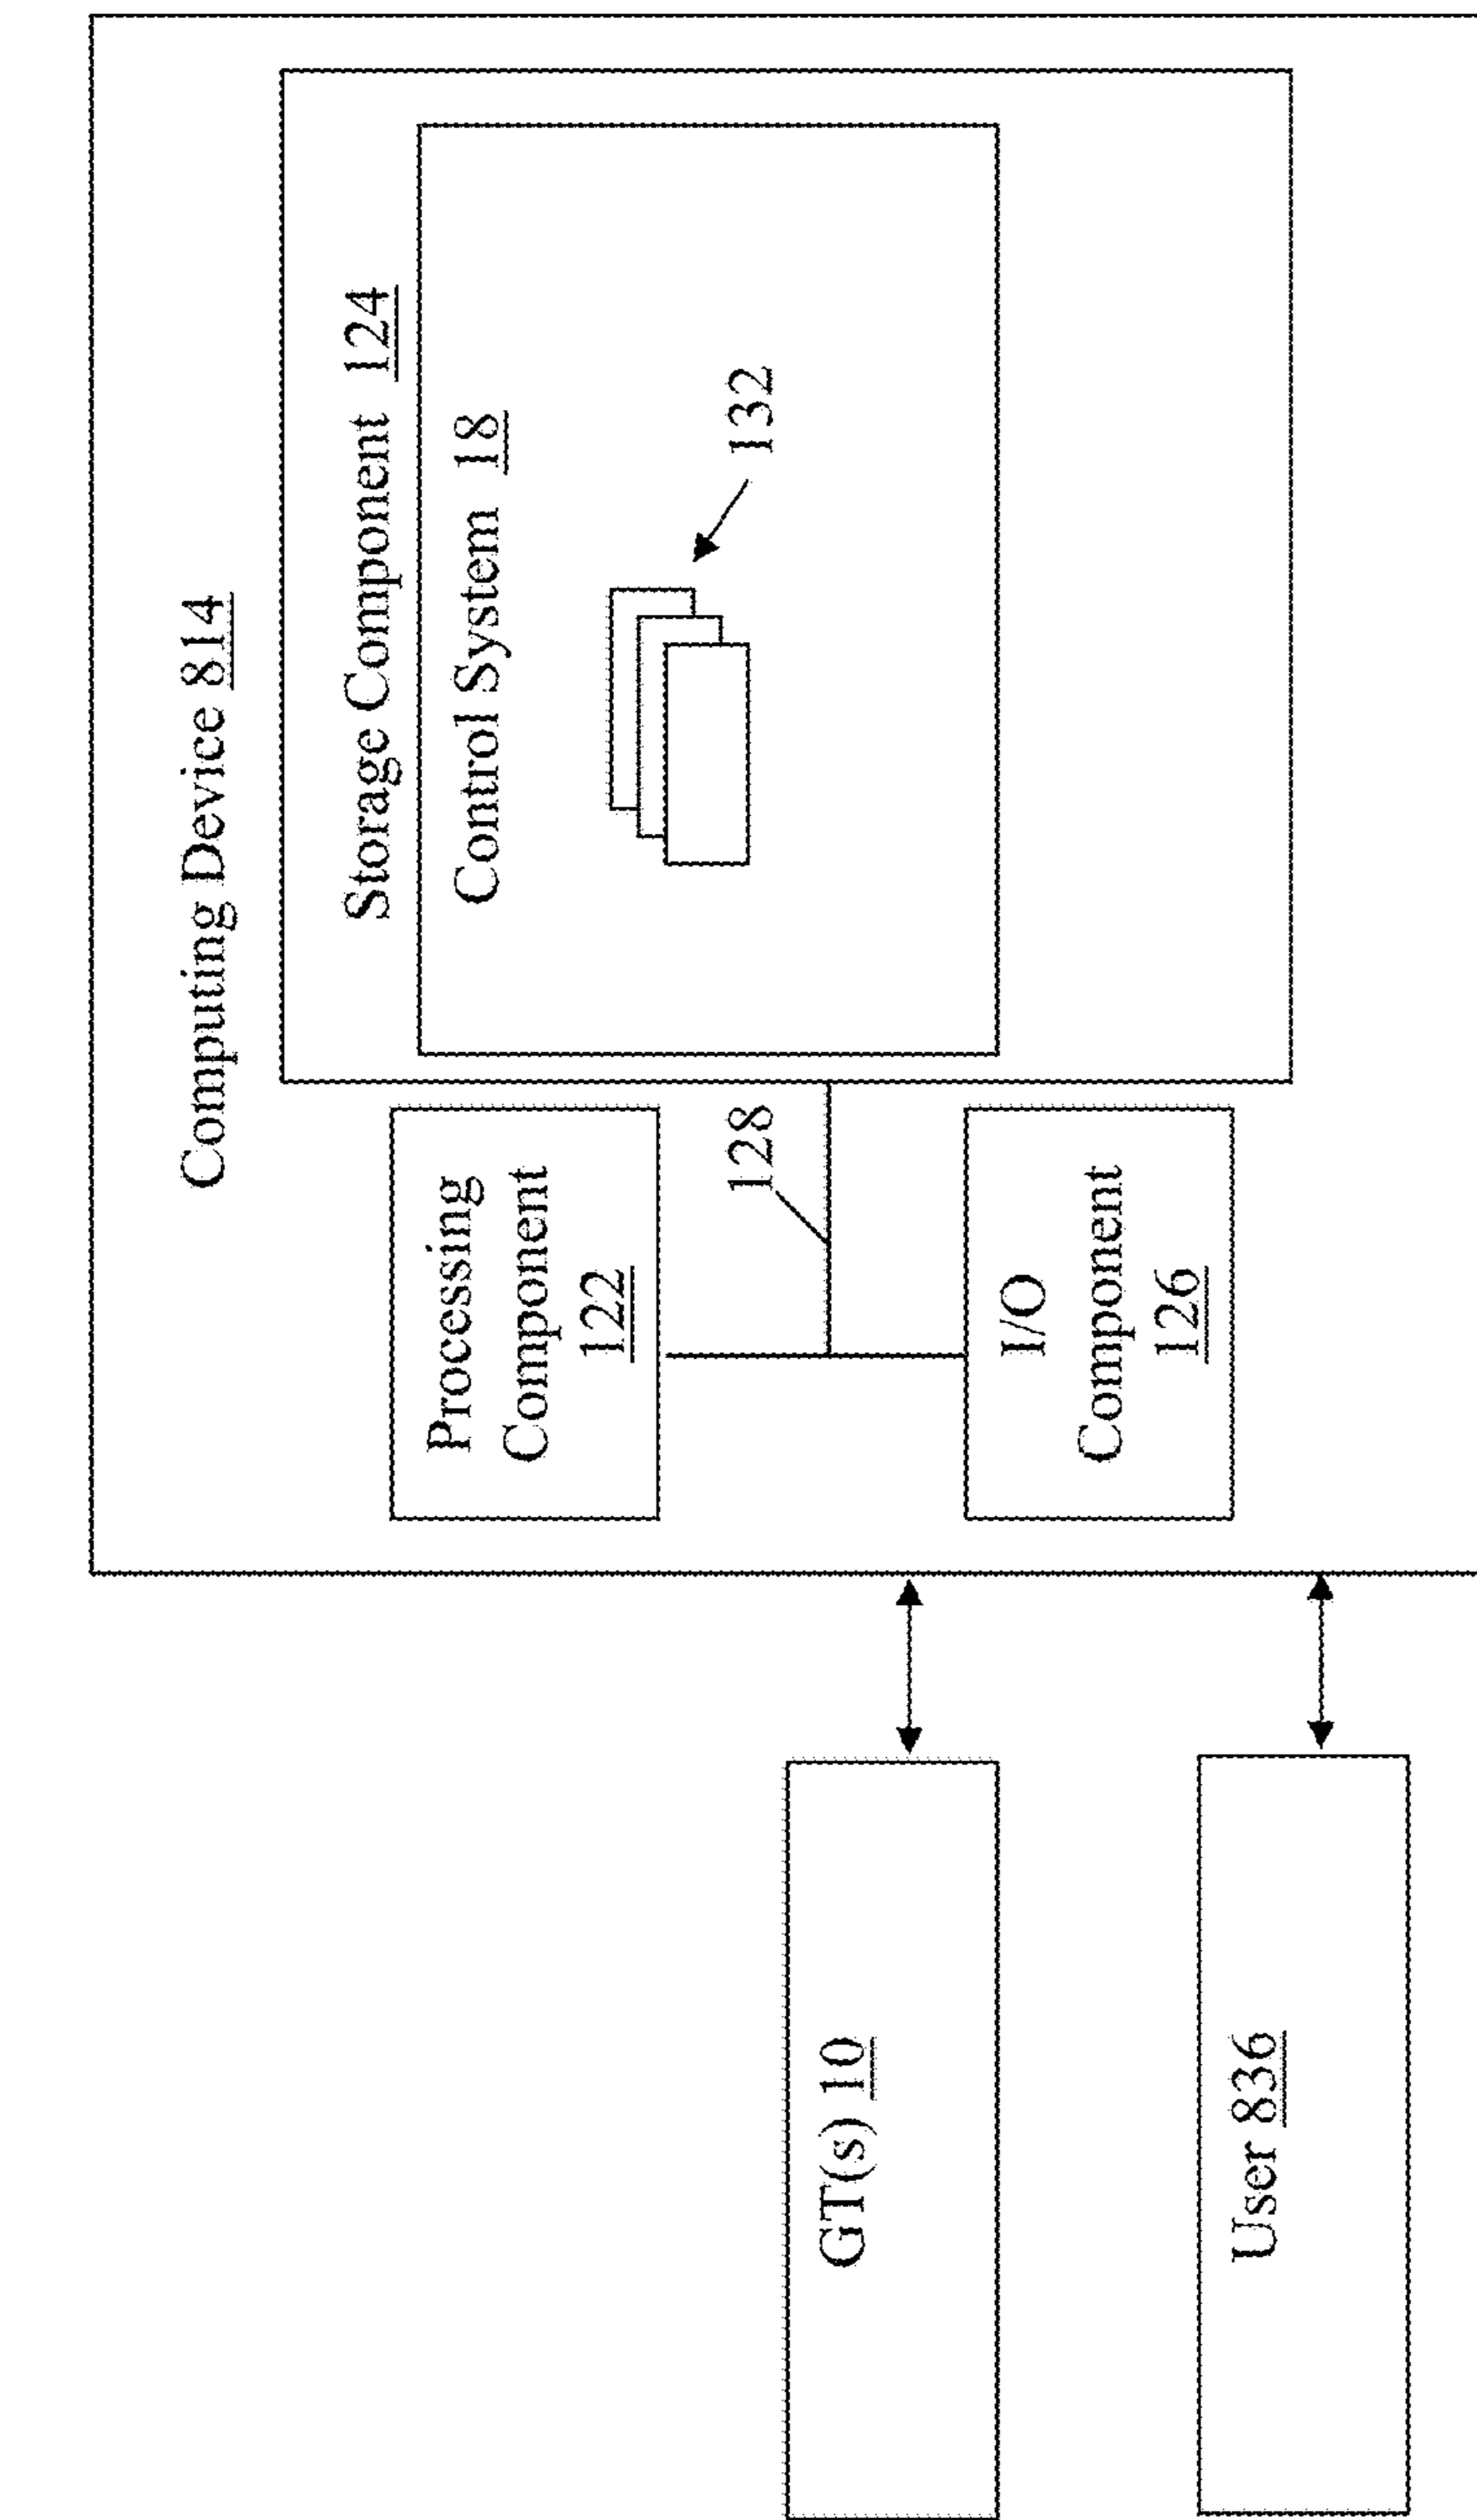 Computing Device 814
Storage Component 124
Control System 18
132
Processing
Component
122
128
I/O
Component
126
GT(s) 10
User 836